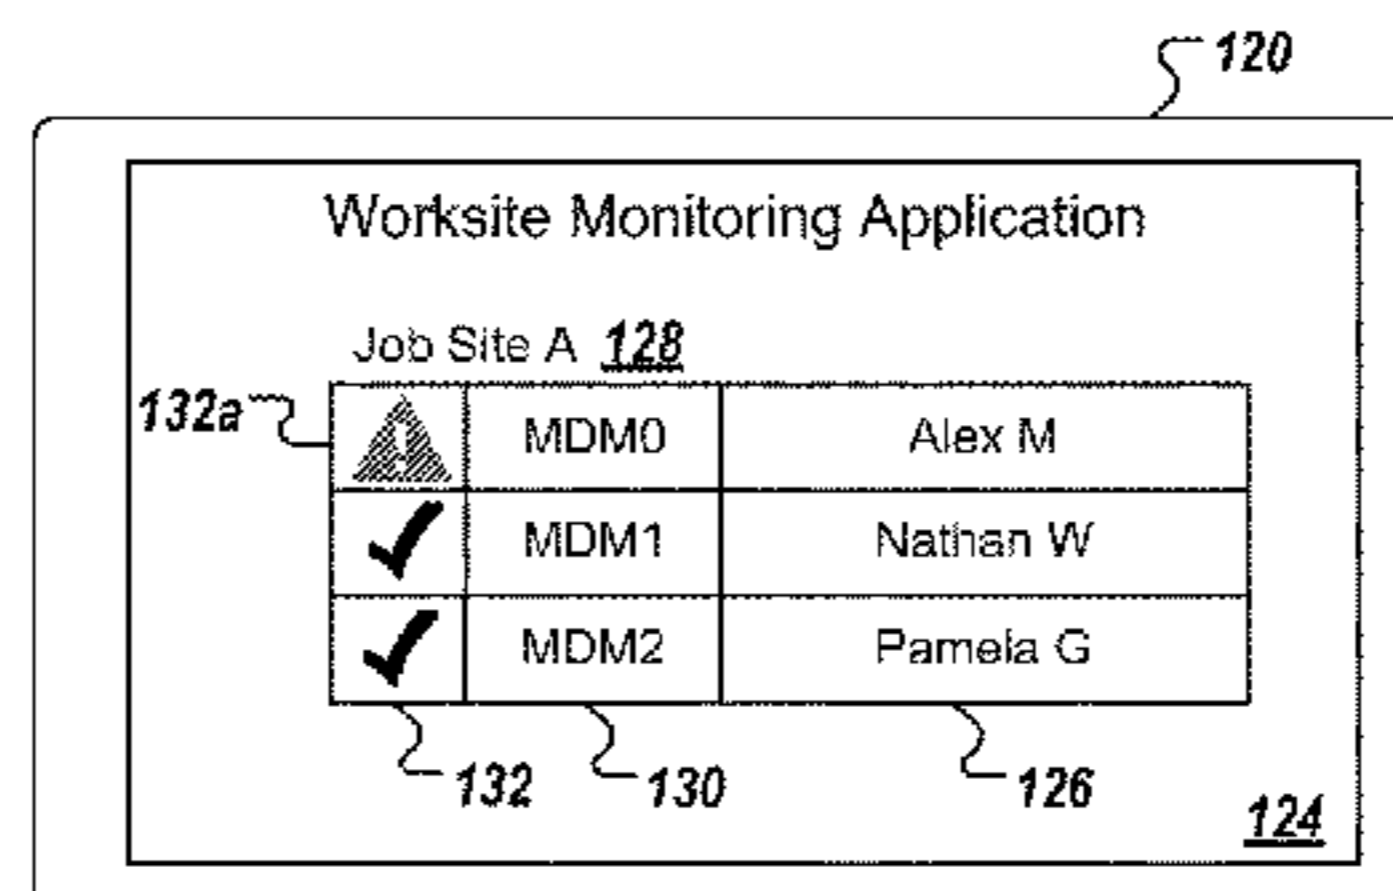 120
Worksite Monitoring Application
Job Site A 128
132a MDM0 Alex M
MDM1 Nathan W
MDM2 Pamela G
132 130 126
124